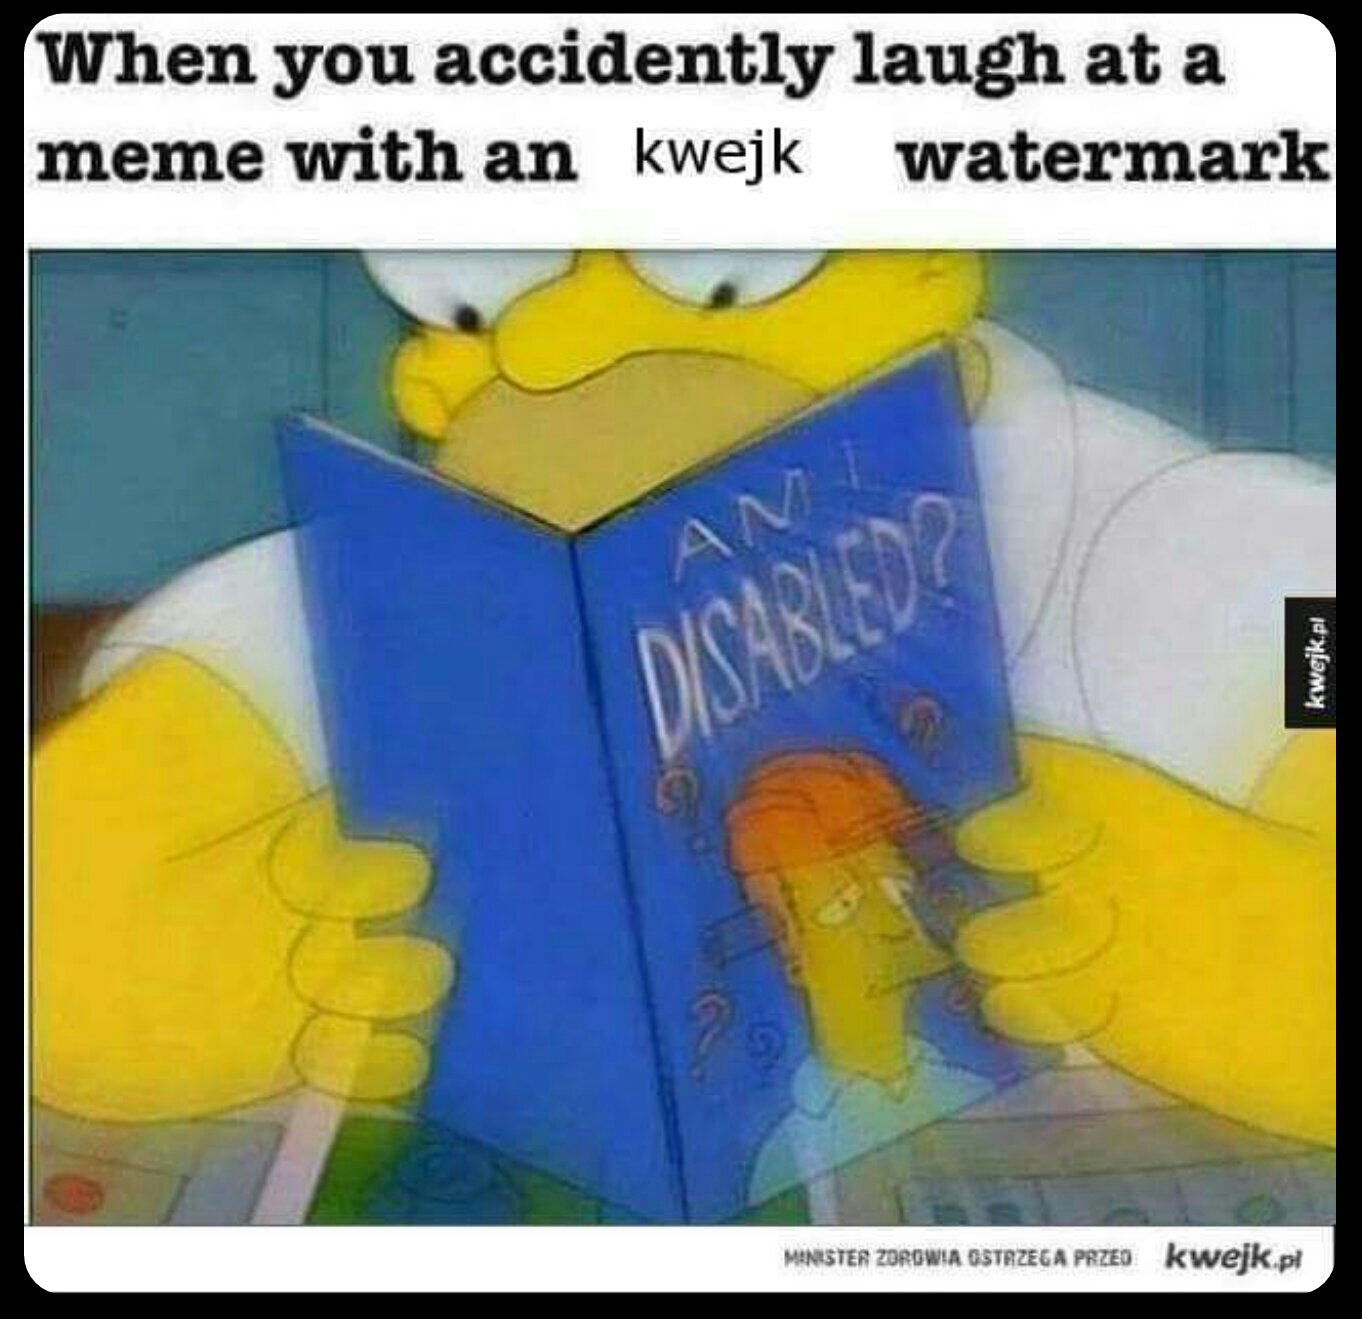 When you accidently laugh at a
meme with an kwejk watermark
AM I
DISABLED?
kwejk.pl
MINISTER ZDROWIA OSTRZEGA PRZED kwejk.pl